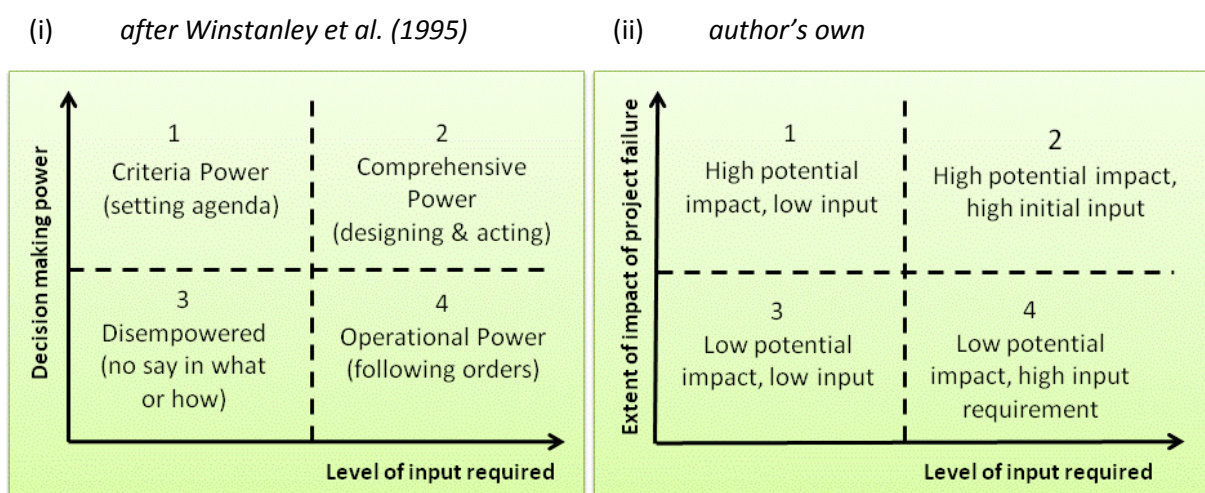 (i) after Winstanley et al. (1995)
Decision making power
1
Criteria Power
(setting agenda)
2
Comprehensive
Power
(designing & acting)
3
Disempowered
(no say in what
or how)
4
Operational Power
(following orders)
Level of input required
(ii) author’s own
Extent of impact of project failure
1
High potential
impact, low input
2
High potential impact,
high initial input
3
Low potential
impact, low input
4
Low potential
impact, high input
requirement
Level of input required